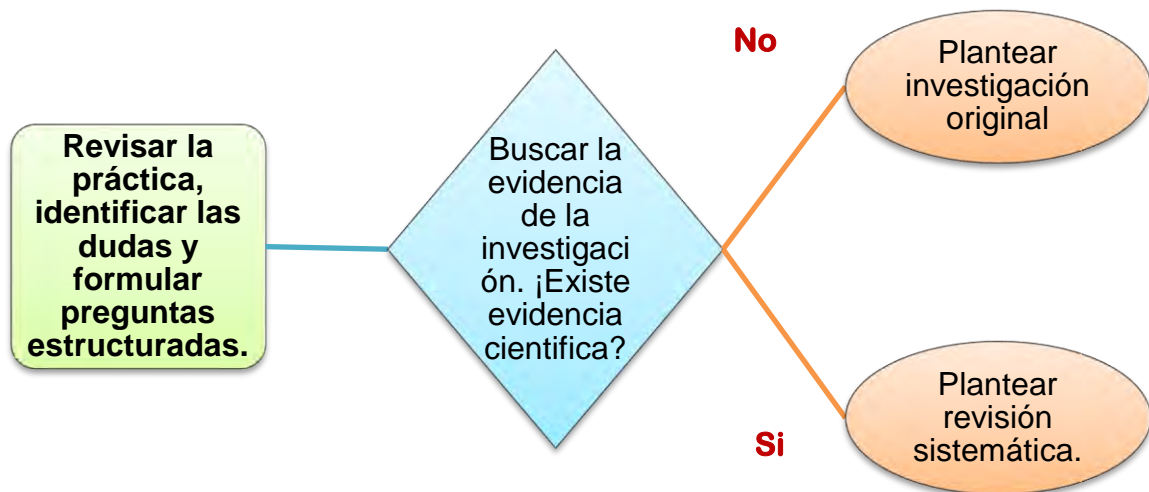 Revisar la
práctica,
identificar las
dudas y
formular
preguntas
estructuradas.
Buscar la
evidencia
de la
investigaci
ón. ¡Existe
evidencia
cientifica?
No
Plantear
investigación
original
Si
Plantear
revisión
sistemática.